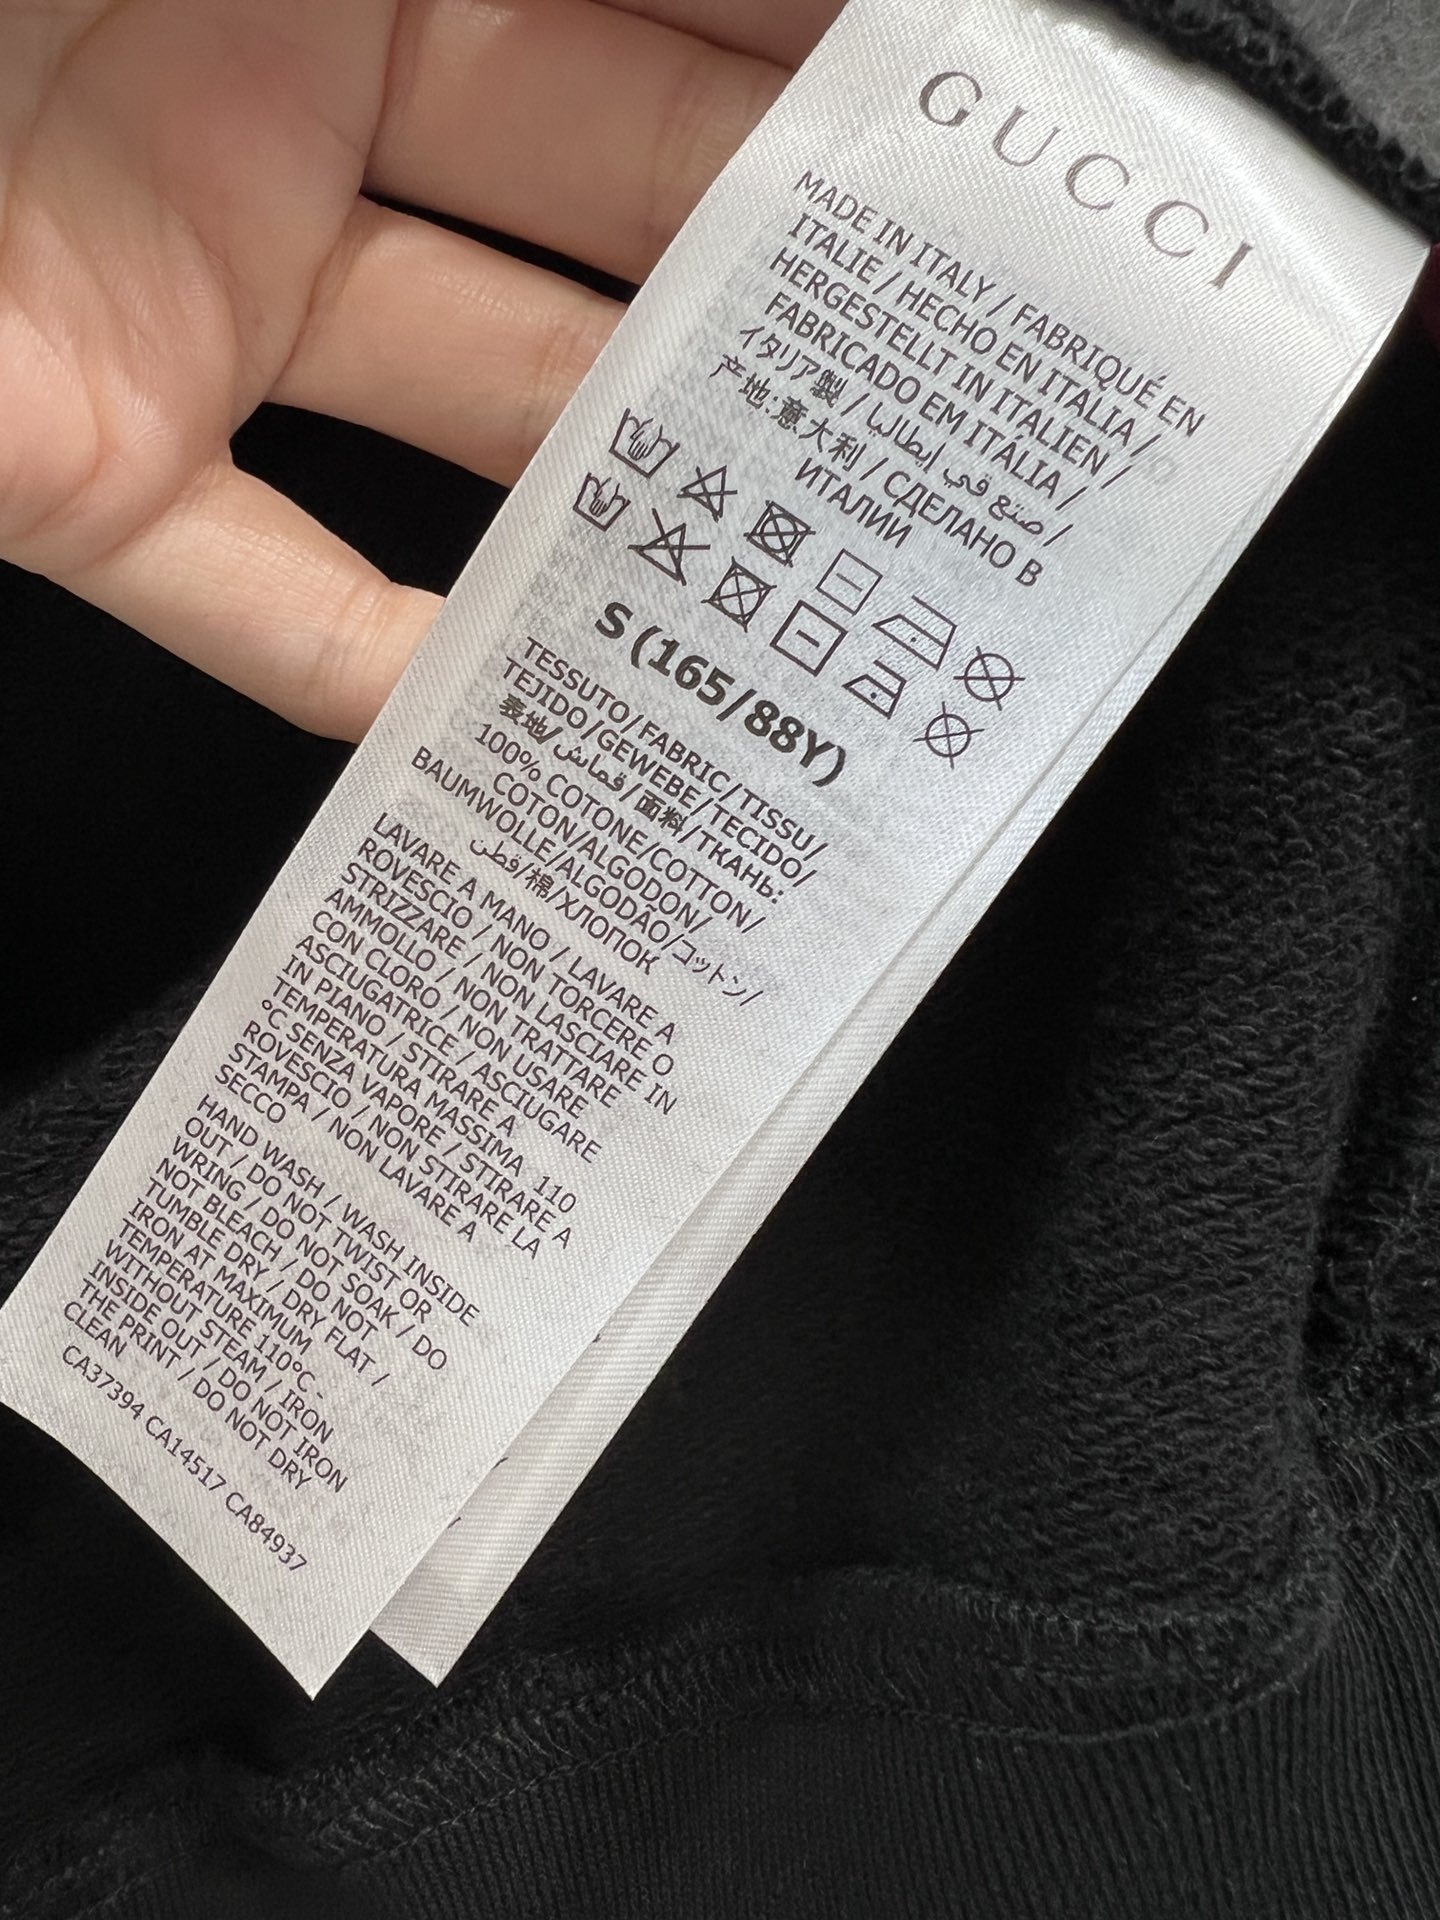 GUCCI
MADE IN ITALY / FABRIQUÉ EN
ITALIE / HECHO EN ITALIA /
HERGESTELLT IN ITALIEN /
FABRICADO EM ITÁLIA /
イタリア製 / صنع في إيطاليا /
产地:意大利 / СДЕЛАНО В
ИТАЛИИ
S (165/88Y)
TESSUTO/FABRIC/TISSU/
TEJIDO/GEWEBE/TECIDO/
表地/قماش/面料/ТКАНЬ:
100% COTONE/COTTON/
COTON/ALGODON/
BAUMWOLLE/ALGODÃO/コットン/
قطن/棉/ХЛОПОК
LAVARE A MANO / LAVARE A
ROVESCIO / NON TORCERE O
STRIZZARE / NON LASCIARE IN
AMMOLLO / NON TRATTARE
CON CLORO / NON USARE
ASCIUGATRICE / ASCIUGARE
IN PIANO / STIRARE A
TEMPERATURA MASSIMA 110
°C SENZA VAPORE / STIRARE A
ROVESCIO / NON STIRARE LA
STAMPA / NON LAVARE A
SECCO
HAND WASH / WASH INSIDE
OUT / DO NOT TWIST OR
WRING / DO NOT SOAK / DO
NOT BLEACH / DO NOT
TUMBLE DRY / DRY FLAT /
IRON AT MAXIMUM
TEMPERATURE 110°C -
WITHOUT STEAM / IRON
INSIDE OUT / DO NOT IRON
THE PRINT / DO NOT DRY
CLEAN
CA37394 CA14517 CA84937